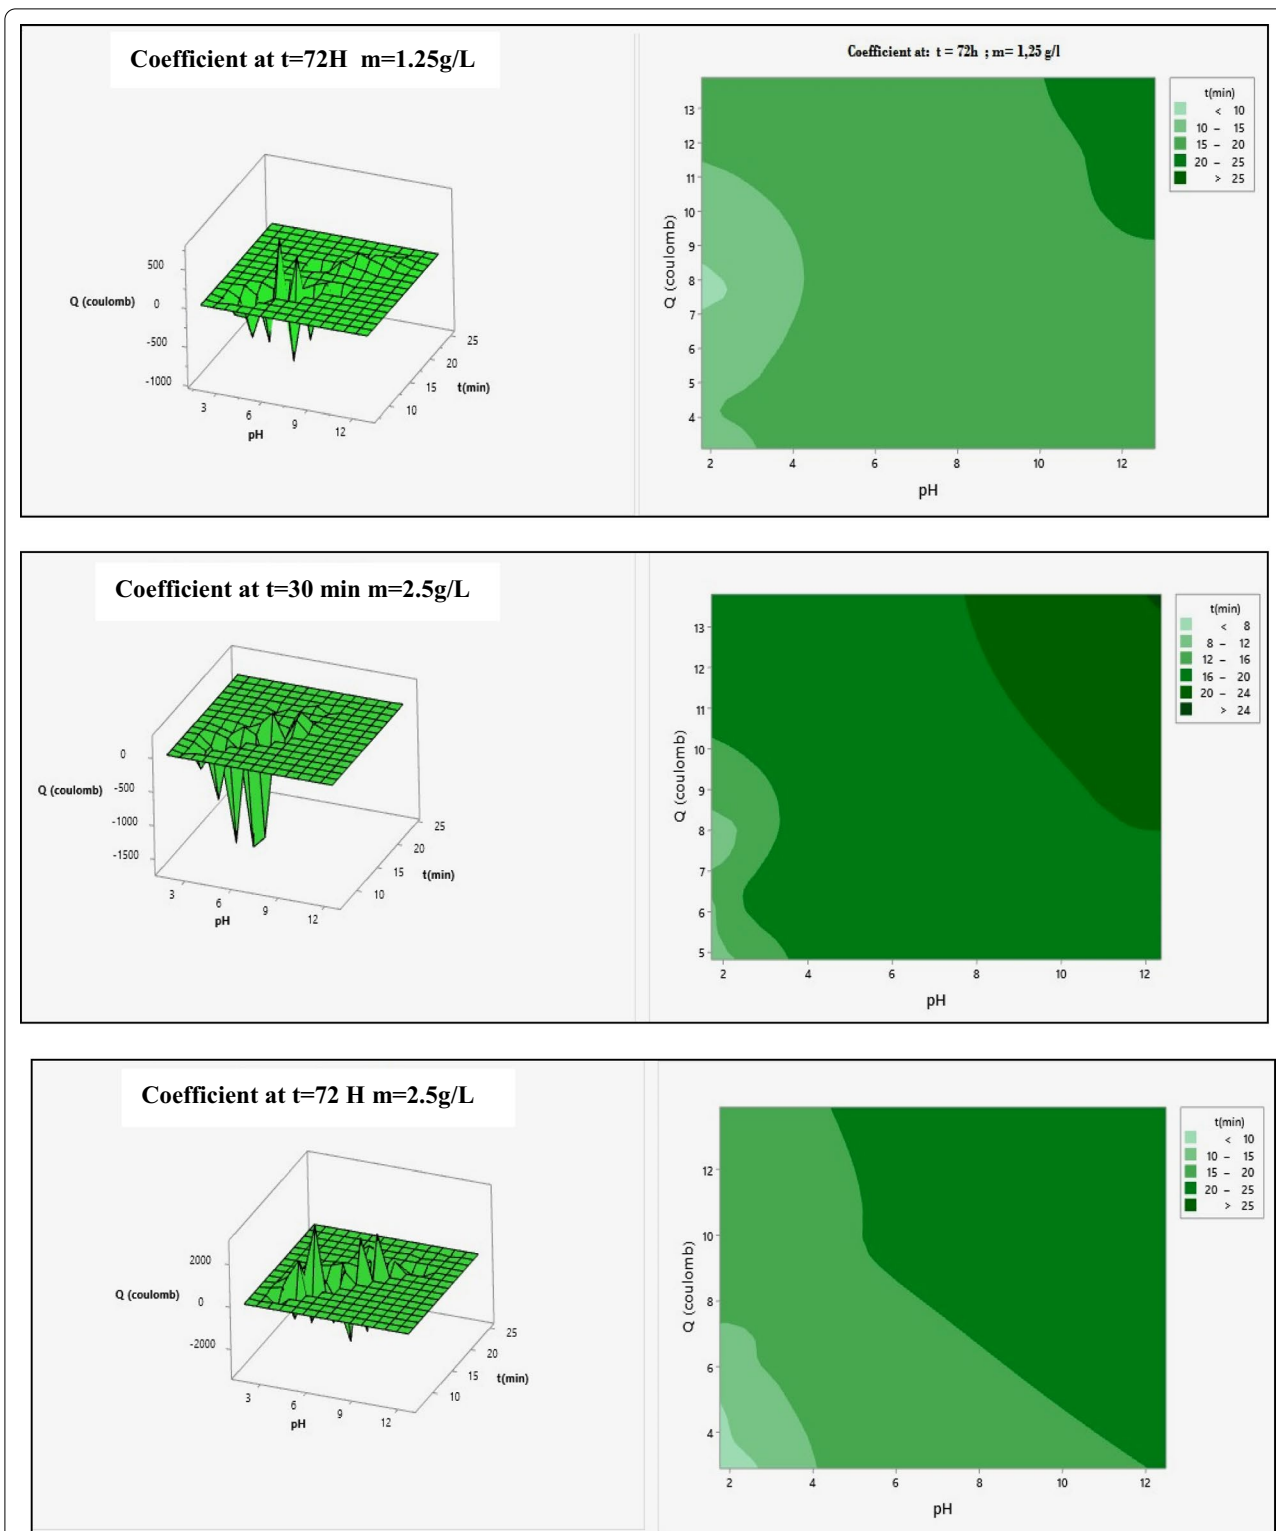 Coefficient at t=72H m=1.25g/L
500
0
-500
-1000
Q (coulomb)
3
6
9
12
pH
10
15
20
25
t(min)
Coefficient at: t = 72h ; m= 1,25 g/l
13
12
11
10
9
8
7
6
5
4
Q (coulomb)
2
4
6
8
10
12
pH
t(min)
< 10
10 – 15
15 – 20
20 – 25
> 25
Coefficient at t=30 min m=2.5g/L
0
-500
-1000
-1500
Q (coulomb)
3
6
9
12
pH
10
15
20
25
t(min)
13
12
11
10
9
8
7
6
5
Q (coulomb)
2
4
6
8
10
12
pH
t(min)
< 8
8 – 12
12 – 16
16 – 20
20 – 24
> 24
Coefficient at t=72 H m=2.5g/L
2000
0
-2000
Q (coulomb)
3
6
9
12
pH
10
15
20
25
t(min)
12
10
8
6
4
Q (coulomb)
2
4
6
8
10
12
pH
t(min)
< 10
10 – 15
15 – 20
20 – 25
> 25